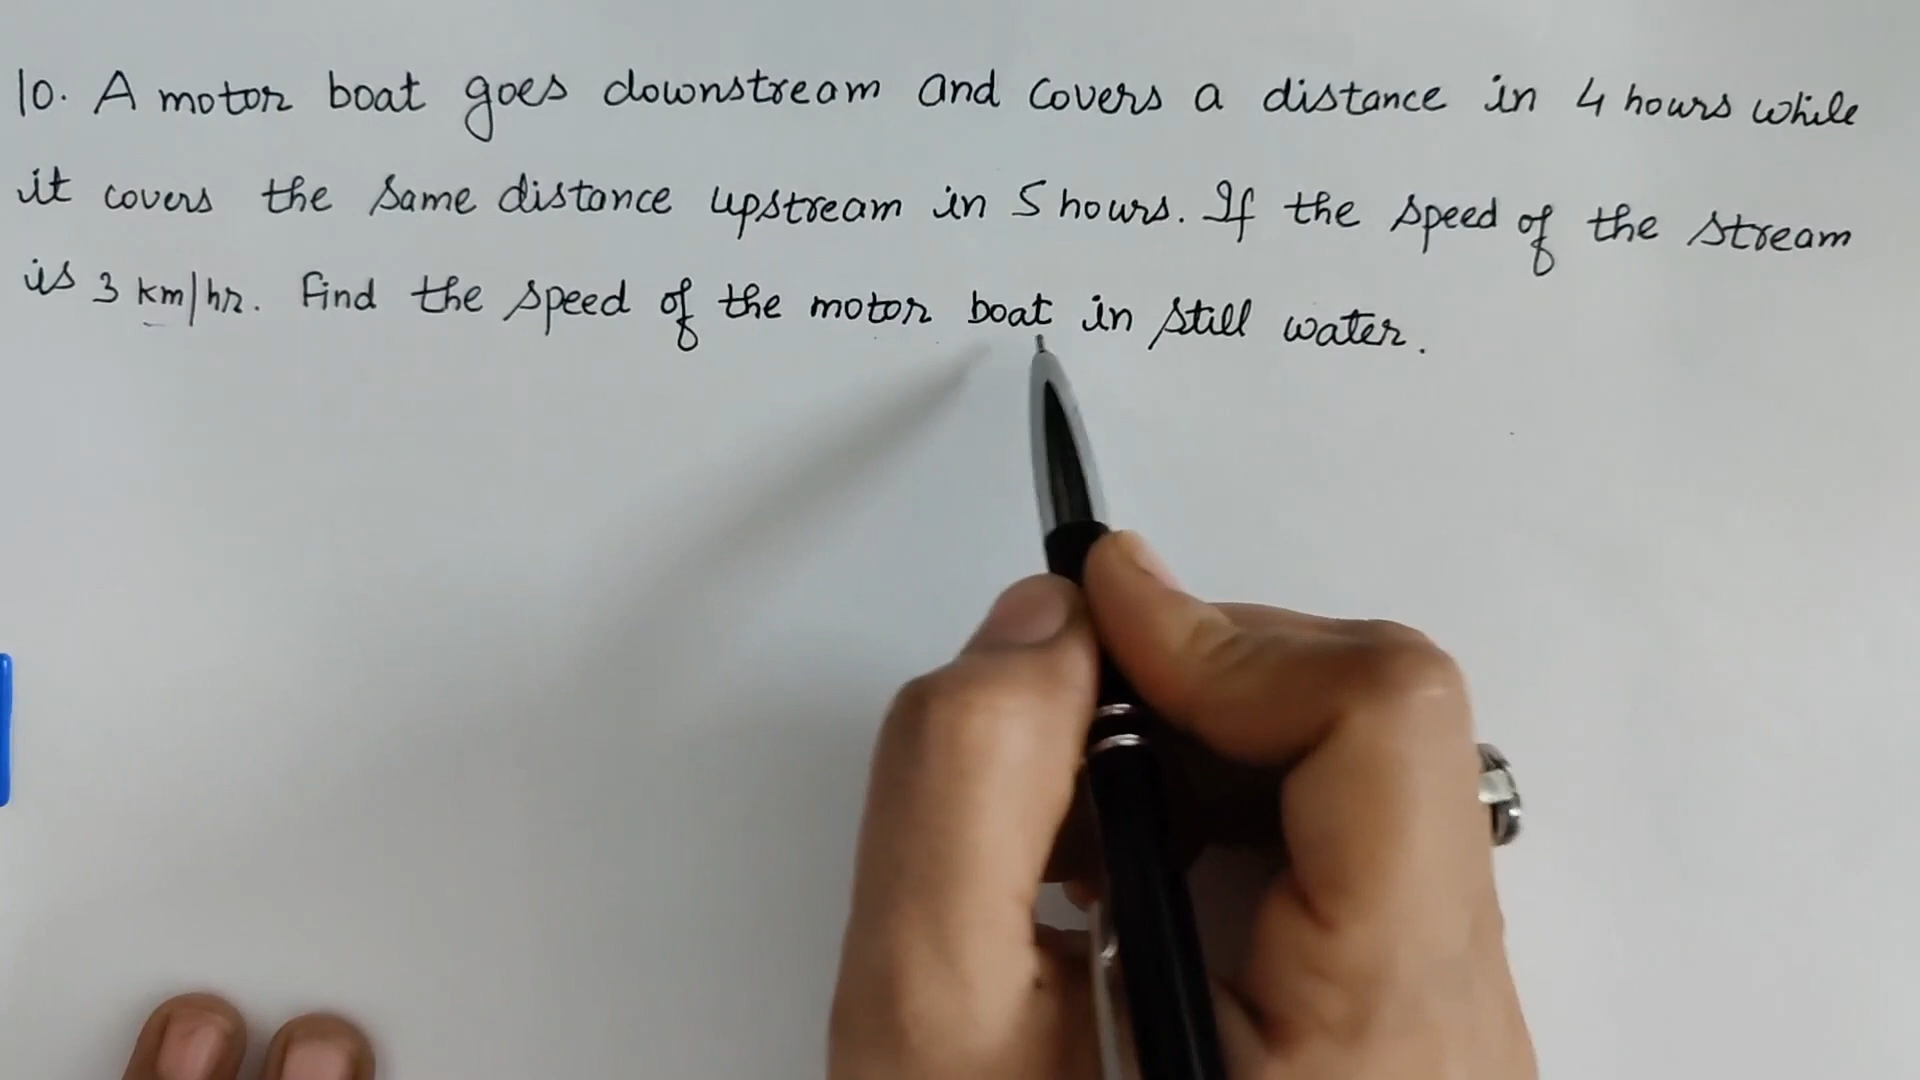 10. A motor boat goes downstream and covers a distance in 4 hours while
it covers the same distance upstream in 5 hours. If the speed of the stream
is 3 km/hr. Find the speed of the motor boat in still water.